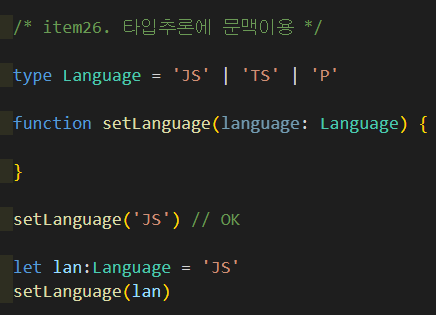 /* item26. 타입추론에 문맥이용 */
type Language = 'JS' | 'TS' | 'P'
function setLanguage(language: Language) {
}
setLanguage('JS') // OK
let lan:Language = 'JS'
setLanguage(lan)